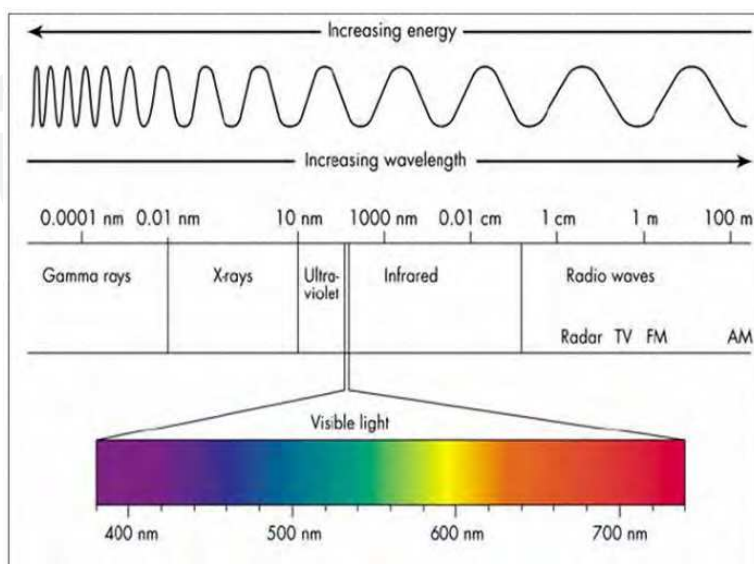 Increasing energy
Increasing wavelength
0.0001 nm 0.01 nm 10 nm 1000 nm 0.01 cm 1 cm 1 m 100 m
Gamma rays X-rays Ultra-
violet Infrared Radio waves
Radar TV FM AM
Visible light
400 nm 500 nm 600 nm 700 nm